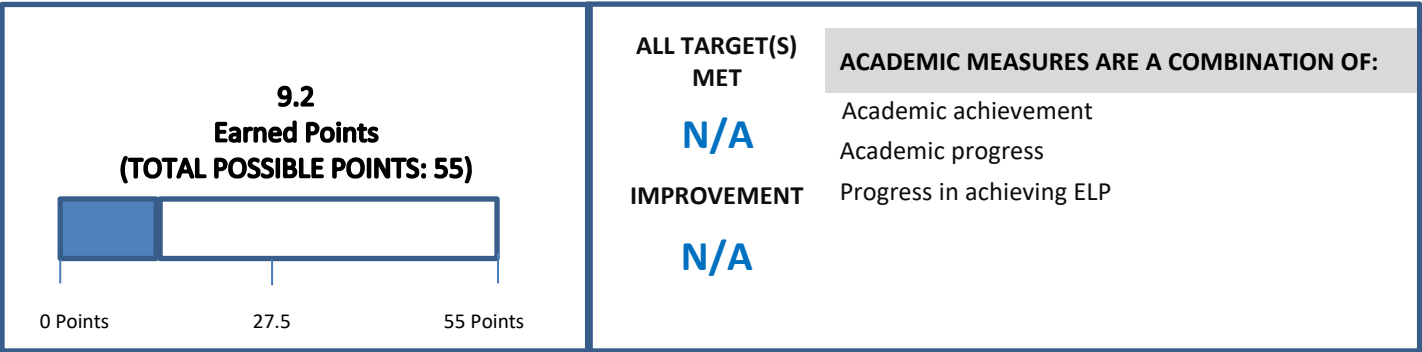 9.2
Earned Points
(TOTAL POSSIBLE POINTS: 55)
0 Points
27.5
55 Points
ALL TARGET(S)
MET
N/A
IMPROVEMENT
N/A
ACADEMIC MEASURES ARE A COMBINATION OF:
Academic achievement
Academic progress
Progress in achieving ELP